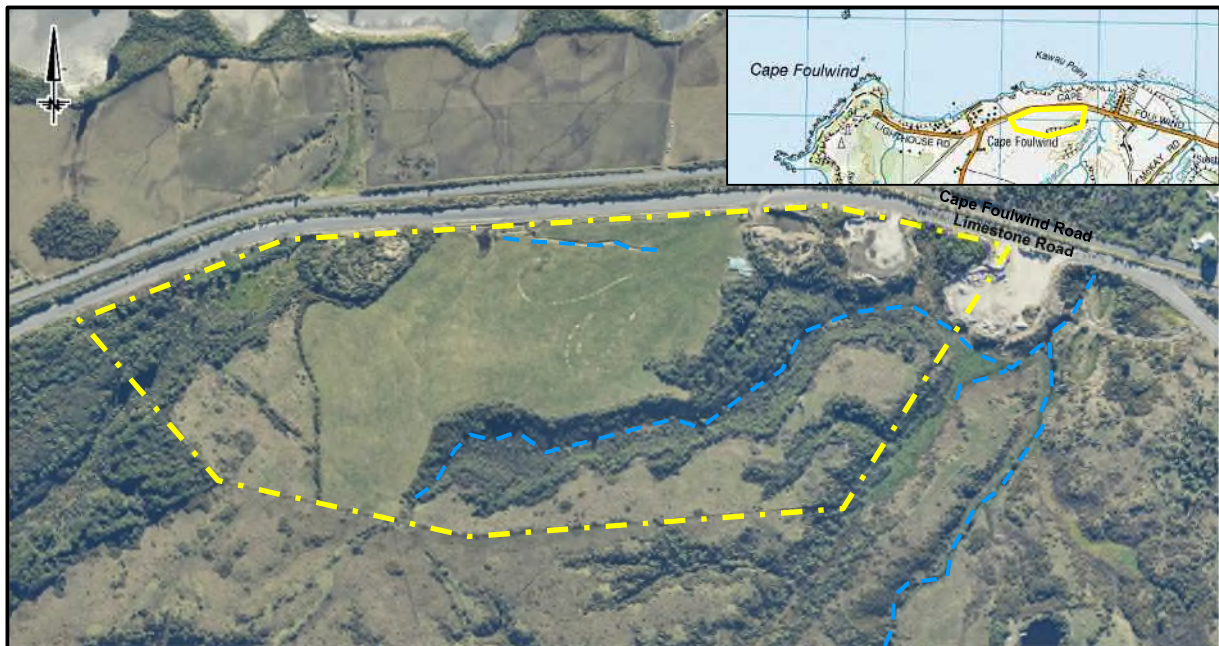 Cape Foulwind
Kawau Point
CAPE
FOULWIND
LIGHTHOUSE RD
Cape Foulwind
McKAY RD
Cape Foulwind Road
Limestone Road